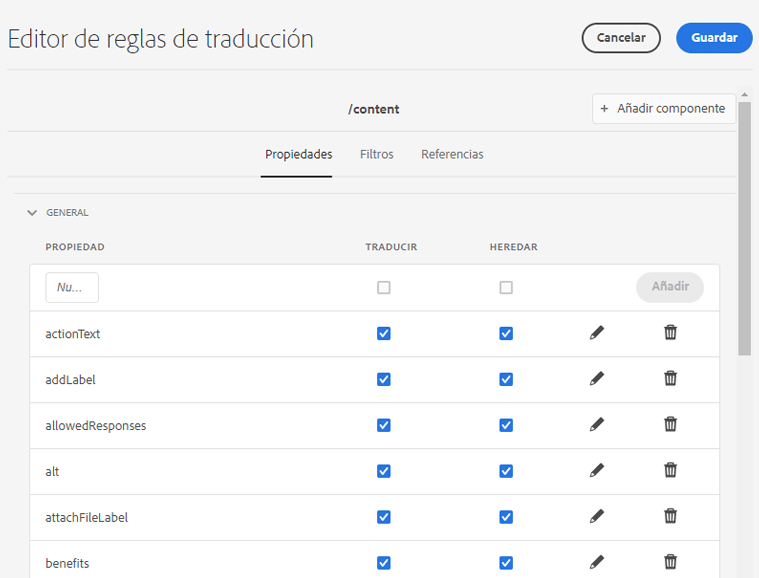 Editor de reglas de traducción
Cancelar
Guardar
/content
+ Añadir componente
Propiedades Filtros Referencias
GENERAL
PROPIEDAD TRADUCIR HEREDAR
Nu... Añadir
actionText
addLabel
allowedResponses
alt
attachFileLabel
benefits